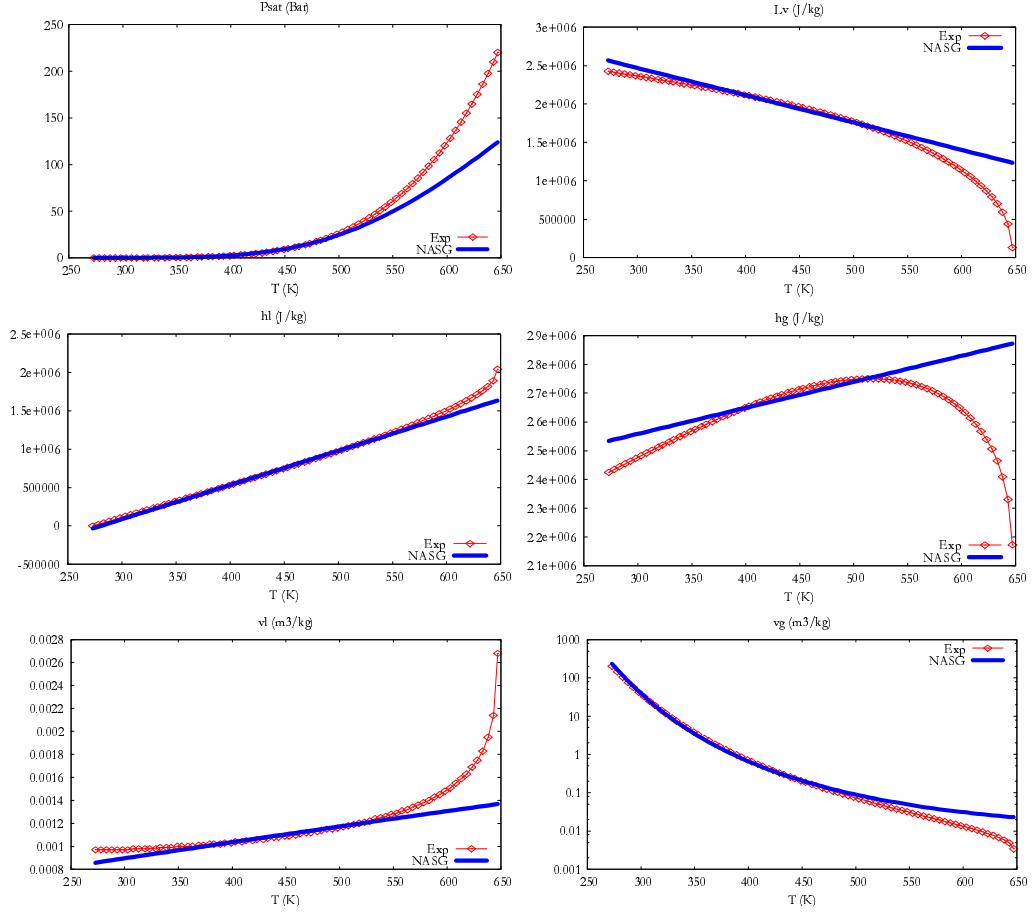 Psat (Bar)
250
200
150
100
50
0
Exp
NASG
250 300 350 400 450 500 550 600 650
T (K)
Lv (J/kg)
3e+006
2.5e+006
2e+006
1.5e+006
1e+006
500000
0
Exp
NASG
250 300 350 400 450 500 550 600 650
T (K)
hl (J/kg)
2.5e+006
2e+006
1.5e+006
1e+006
500000
0
-500000
Exp
NASG
250 300 350 400 450 500 550 600 650
T (K)
hg (J/kg)
2.9e+006
2.8e+006
2.7e+006
2.6e+006
2.5e+006
2.4e+006
2.3e+006
2.2e+006
2.1e+006
Exp
NASG
250 300 350 400 450 500 550 600 650
T (K)
vl (m3/kg)
0.0028
0.0026
0.0024
0.0022
0.002
0.0018
0.0016
0.0014
0.0012
0.001
0.0008
Exp
NASG
250 300 350 400 450 500 550 600 650
T (K)
vg (m3/kg)
1000
100
10
1
0.1
0.01
0.001
Exp
NASG
250 300 350 400 450 500 550 600 650
T (K)